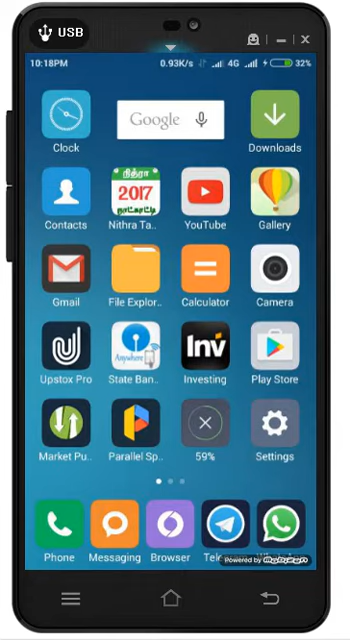 USB
10:18PM
0.93K/s 4G 32%
Google
Clock
Downloads
நித்ரா
2017
நாட்காட்டி
Contacts
Nithra Ta..
YouTube
Gallery
Gmail
File Explor..
Calculator
Camera
Anywhere
Inv
Upstox Pro
State Ban..
Investing
Play Store
Market Pu..
Parallel Sp..
59%
Settings
Phone
Messaging
Browser
Powered by Mobizen